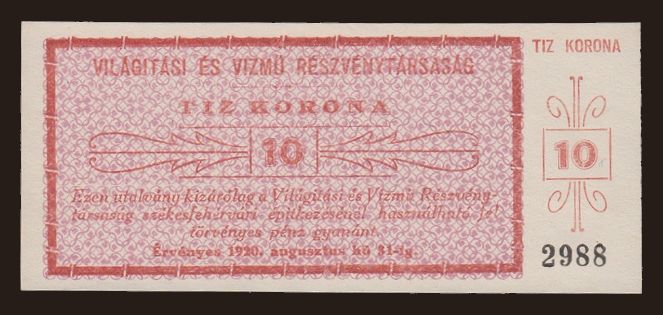 VILÁGITÁSI ÉS VIZMŰ RÉSZVÉNYTÁRSASÁG
TIZ KORONA
10
Ezen utalvány kizárólag a Világitási és Vizmű Részvény-
társaság székesfehérvári épitkezésénél használható fel
törvényes pénz gyanánt.
Érvényes 1920. augusztus hó 31-ig.
TIZ KORONA
10
2988